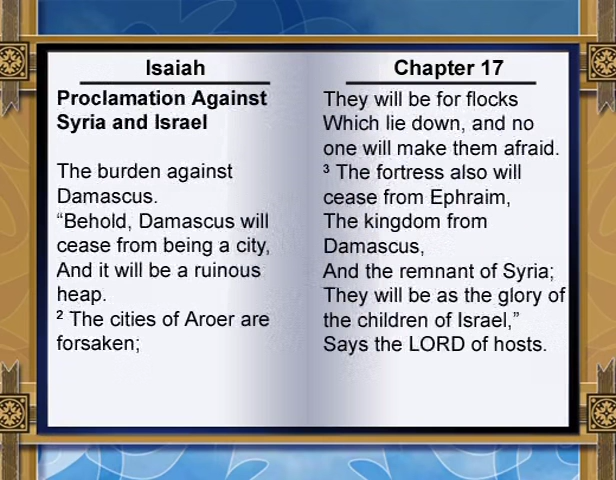 Isaiah
Proclamation Against
Syria and Israel
The burden against
Damascus.
“Behold, Damascus will
cease from being a city,
And it will be a ruinous
heap.
² The cities of Aroer are
forsaken;
Chapter 17
They will be for flocks
Which lie down, and no
one will make them afraid.
³ The fortress also will
cease from Ephraim,
The kingdom from
Damascus,
And the remnant of Syria;
They will be as the glory of
the children of Israel,”
Says the LORD of hosts.